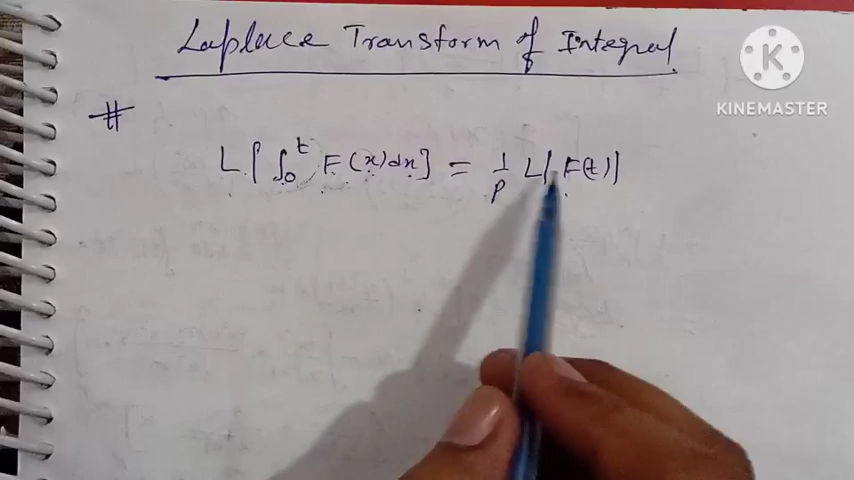 Laplace Transform of Integral
KINEMASTER
#
L[∫₀ᵗ F(x)dx] = 1/p L[F(t)]